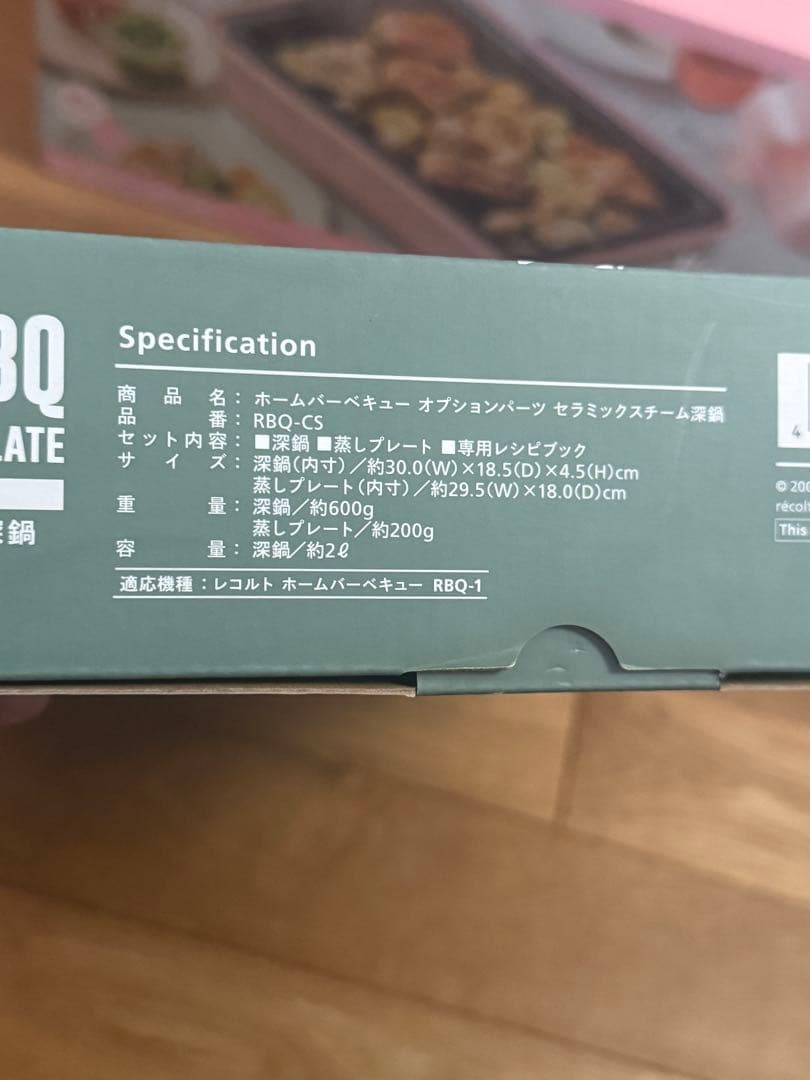 BQ
LATE
深鍋
Specification
商品名：ホームバーベキュー オプションパーツ セラミックスチーム深鍋
品番：RBQ-CS
セット内容：■深鍋 ■蒸しプレート ■専用レシピブック
サイズ：深鍋(内寸)／約30.0(W)×18.5(D)×4.5(H)cm
蒸しプレート(内寸)／約29.5(W)×18.0(D)cm
重量：深鍋／約600g
蒸しプレート／約200g
容量：深鍋／約2ℓ
適応機種：レコルト ホームバーベキュー RBQ-1
4
© 200
récolt
This